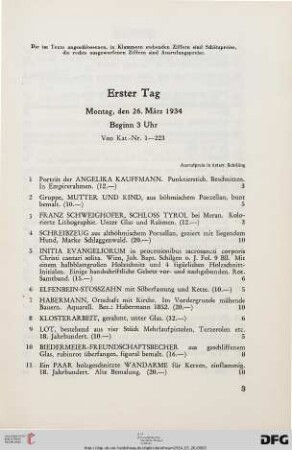 Die im Texte angeschlossenen, in Klammern stehenden Ziffern sind Schätzpreise,
die rechts ausgeworfenen Ziffern sind Ausrufungspreise.
Erster Tag
Montag, den 26. März 1934
Beginn 3 Uhr
Von Kat.-Nr. 1—223
Ausrufpreis in österr. Schilling
1 Porträt der ANGELIKA KAUFFMANN. Punktierstich. Beschnitten.
In Empirerahmen. (12.—) 3
2 Gruppe, MUTTER UND KIND, aus böhmischem Porzellan, bunt
bemalt. (10.—) 5
3 FRANZ SCHWEIGHOFER, SCHLOSS TYROL bei Meran. Kolo-
rierte Lithographie. Unter Glas und Rahmen. (12.—) 3
4 SCHREIBZEUG aus altböhmischem Porzellan, geziert mit liegendem
Hund, Marke Schlaggenwald. (20.—) 10
5 INITIA EVANGELIORUM in processionibus sacrosancti corporis
Christi cantari solita. Wien, Joh. Bapt. Schilgen o. J. Fol. 9 Bll. Mit
einem halbblattgroßen Holzschnitt und 4 figürlichen Holzschnitt-
Initialen. Einige handschriftliche Gebete vor- und nachgebunden. Rot.
Samtband. (15.—) 6
6 ELFENBEIN-STOSSZAHN mit Silberfassung und Kette. (10.—) 5
7 HABERMANN, Ortschaft mit Kirche. Im Vordergrunde mähende
Bauern. Aquarell. Bez.: Habermann 1852. (20.—) 10
8 KLOSTERARBEIT, gerahmt, unter Glas. (12.—) 6
9 LOT, bestehend aus vier Stück Mehrlaufpistolen, Terzerolen etc.
18. Jahrhundert. (10.—) 5
10 BIEDERMEIER-FREUNDSCHAFTSBECHER aus geschliffenem
Glas, rubinrot überfangen, figural bemalt. (16.—) 8
11 Ein PAAR holzgeschnitzte WANDARME für Kerzen, einflammig.
18. Jahrhundert. Alte Bemalung. (20.—) 10
9
UNIVERSITÄTS-
BIBLIOTHEK
HEIDELBERG
DFG